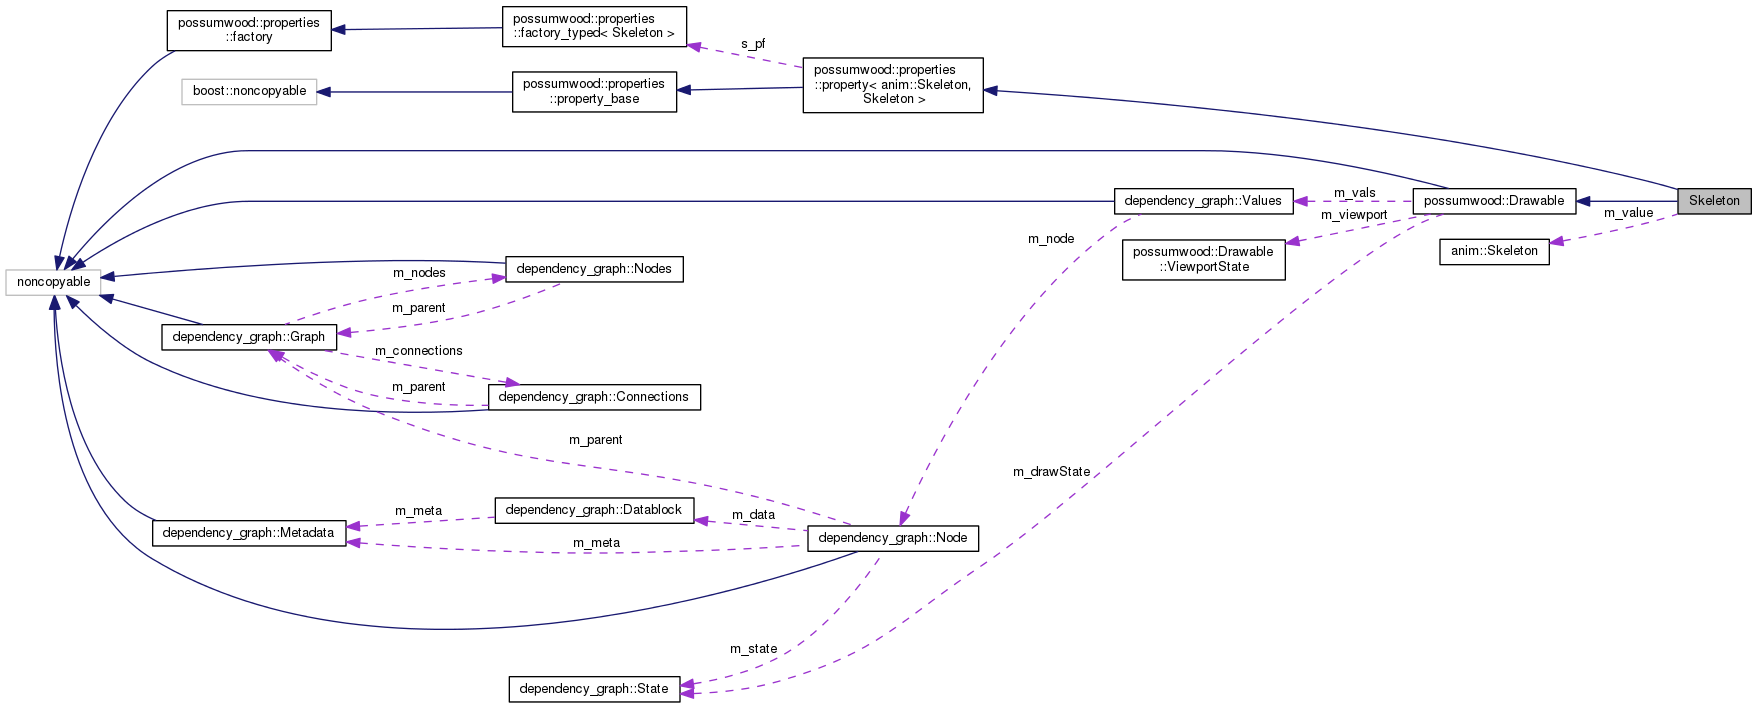 possumwood::properties
::factory
possumwood::properties
::factory_typed< Skeleton >
s_pf
boost::noncopyable
possumwood::properties
::property_base
possumwood::properties
::property< anim::Skeleton,
Skeleton >
dependency_graph::Values
m_vals
possumwood::Drawable
Skeleton
m_viewport
m_value
m_node
possumwood::Drawable
::ViewportState
anim::Skeleton
noncopyable
m_nodes
dependency_graph::Nodes
m_parent
dependency_graph::Graph
m_connections
m_parent
dependency_graph::Connections
m_parent
m_drawState
dependency_graph::Metadata
m_meta
dependency_graph::Datablock
m_data
m_meta
dependency_graph::Node
m_state
dependency_graph::State